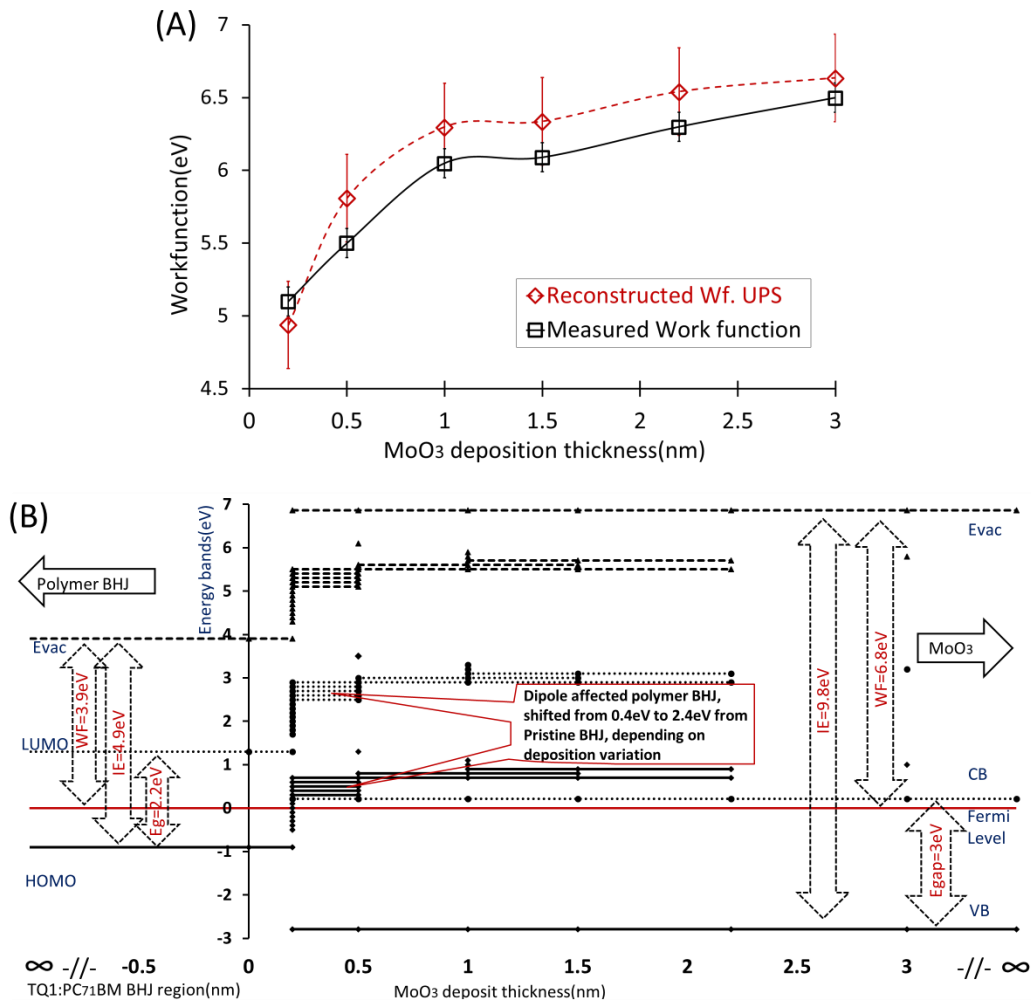 (A)
7
6.5
6
5.5
5
4.5
Workfunction(eV)
Reconstructed Wf. UPS
Measured Work function
0
0.5
1
1.5
2
2.5
3
MoO3 deposition thickness(nm)
(B)
Energy bands(eV)
7
6
5
4
3
2
1
0
-1
-2
-3
Polymer BHJ
Evac
WF=3.9eV
IE=4.9eV
LUMO
Eg=2.2eV
HOMO
Dipole affected polymer BHJ,
shifted from 0.4eV to 2.4eV from
Pristine BHJ, depending on
deposition variation
IE=9.8eV
WF=6.8eV
Evac
MoO3
CB
Fermi
Level
Egap=3eV
VB
∞ -//- -0.5 0 0.5 1 1.5 2 2.5 3 -//- ∞
TQ1:PC71BM BHJ region(nm)
MoO3 deposit thickness(nm)